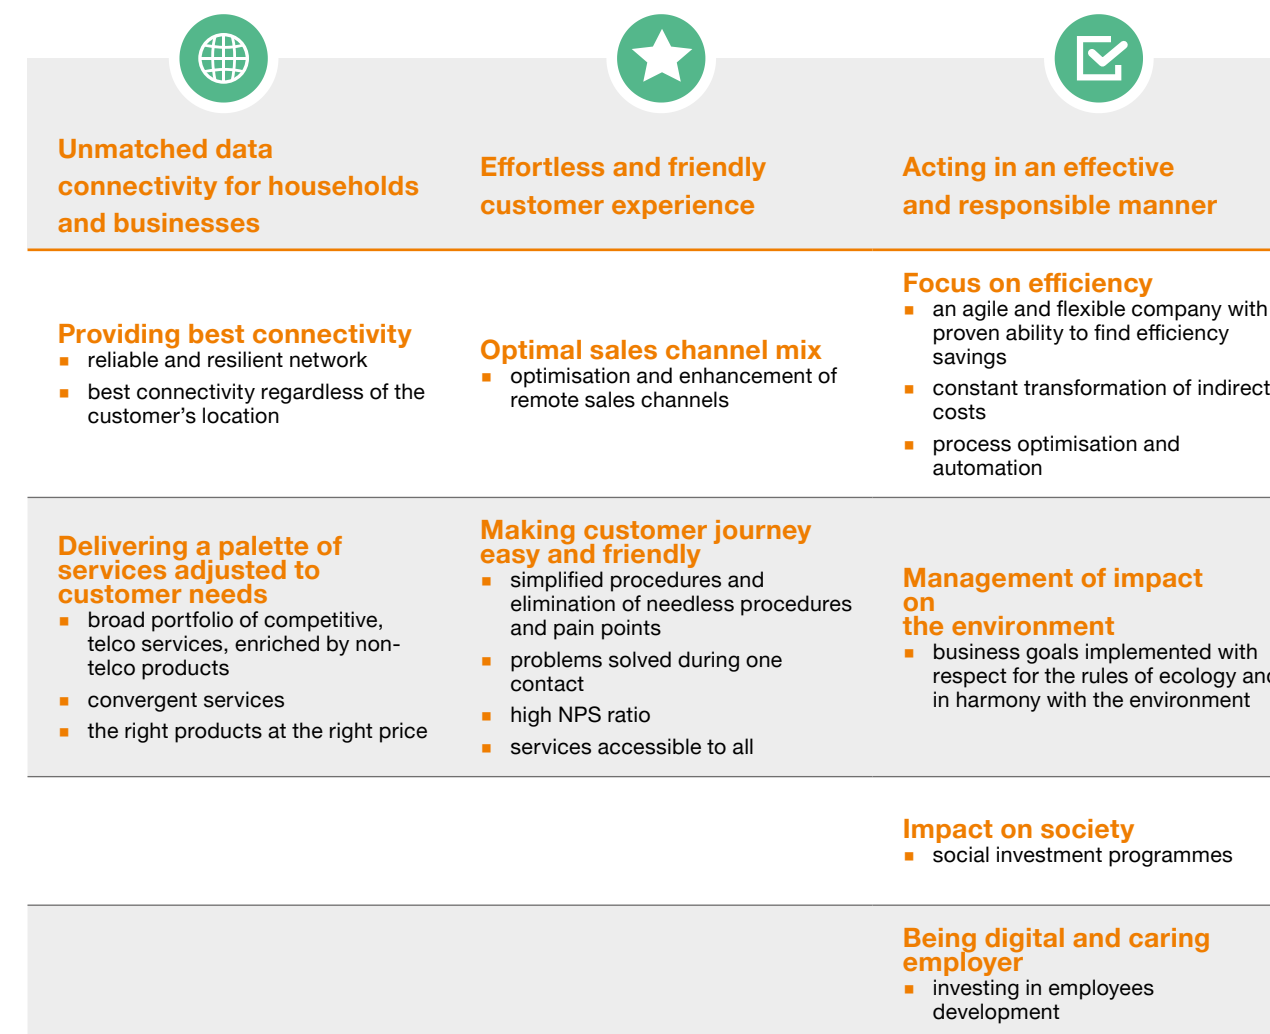 Unmatched data
connectivity for households
and businesses
Effortless and friendly
customer experience
Acting in an effective
and responsible manner
Providing best connectivity
reliable and resilient network
best connectivity regardless of the
customer's location
Optimal sales channel mix
optimisation and enhancement of
remote sales channels
Focus on efficiency
an agile and flexible company with
proven ability to find efficiency
savings
constant transformation of indirect
costs
process optimisation and
automation
Delivering a palette of
services adjusted to
customer needs
broad portfolio of competitive,
telco services, enriched by non-
telco products
convergent services
the right products at the right price
Making customer journey
easy and friendly
simplified procedures and
elimination of needless procedures
and pain points
problems solved during one
contact
high NPS ratio
services accessible to all
Management of impact
on
the environment
business goals implemented with
respect for the rules of ecology and
in harmony with the environment
Impact on society
social investment programmes
Being digital and caring
employer
investing in employees
development